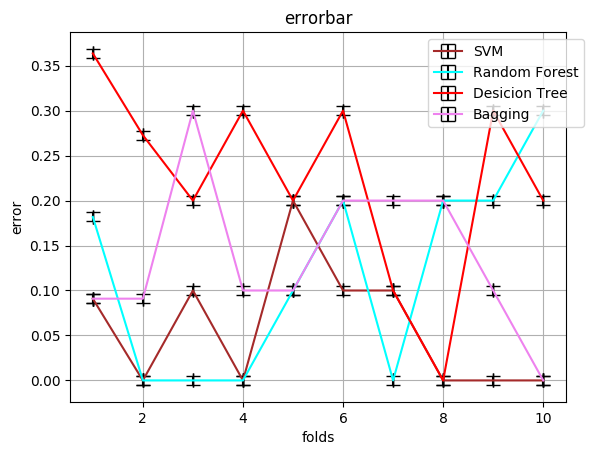 errorbar
SVM
Random Forest
Desicion Tree
Bagging
error
0.35
0.30
0.25
0.20
0.15
0.10
0.05
0.00
2 4 6 8 10
folds